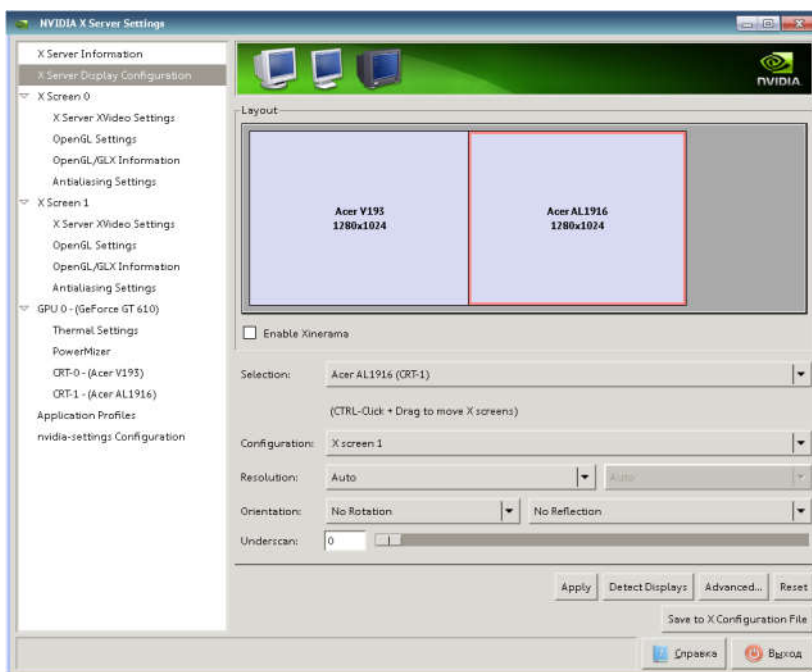 NVIDIA X Server Settings
X Server Information
X Server Display Configuration
X Screen 0
X Server XVideo Settings
OpenGL Settings
OpenGL/GLX Information
Antialiasing Settings
X Screen 1
X Server XVideo Settings
OpenGL Settings
OpenGL/GLX Information
Antialiasing Settings
GPU 0 - (GeForce GT 610)
Thermal Settings
PowerMizer
CRT-0 - (Acer V193)
CRT-1 - (Acer AL1916)
Application Profiles
nvidia-settings Configuration
NVIDIA
Layout
Acer V193
1280x1024
Acer AL1916
1280x1024
Enable Xinerama
Selection: Acer AL1916 (CRT-1)
(CTRL-Click + Drag to move X screens)
Configuration: X screen 1
Resolution: Auto Auto
Orientation: No Rotation No Reflection
Underscan: 0
Apply Detect Displays Advanced... Reset
Save to X Configuration File
Справка Выход